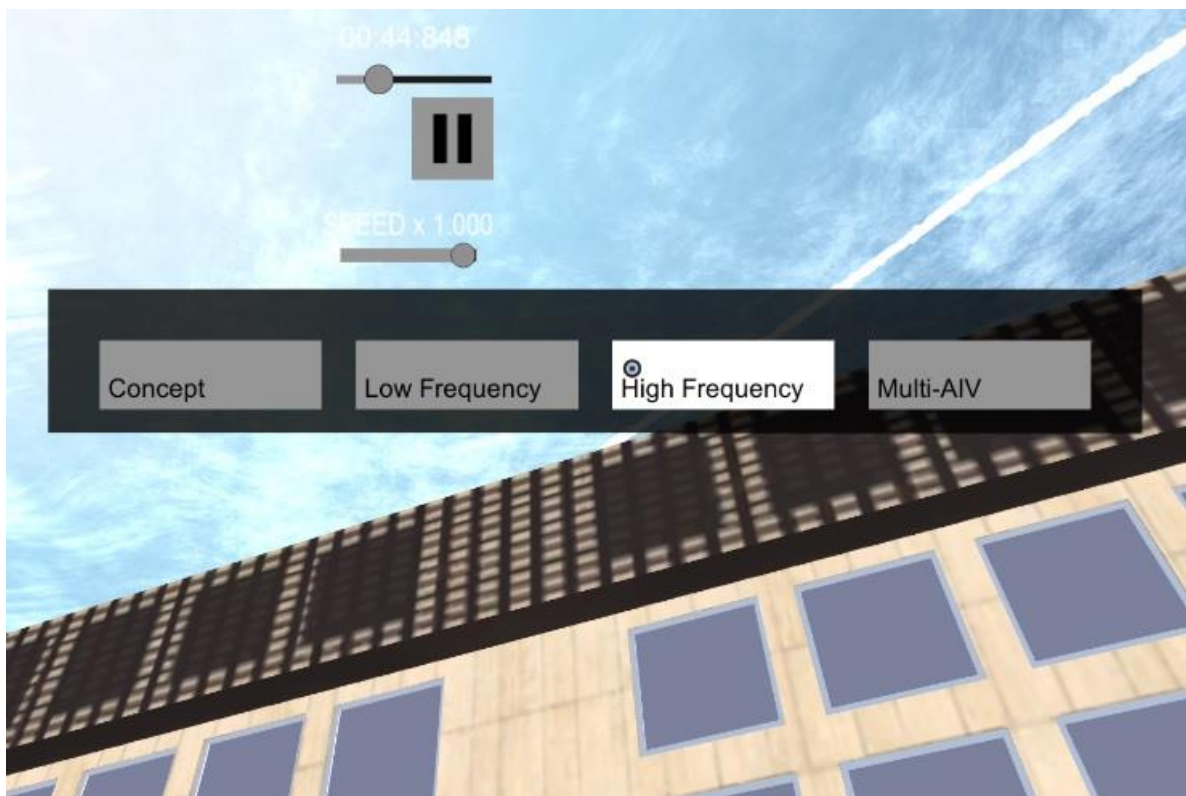 00:44:848
SPEED x 1.000
Concept
Low Frequency
High Frequency
Multi-AIV